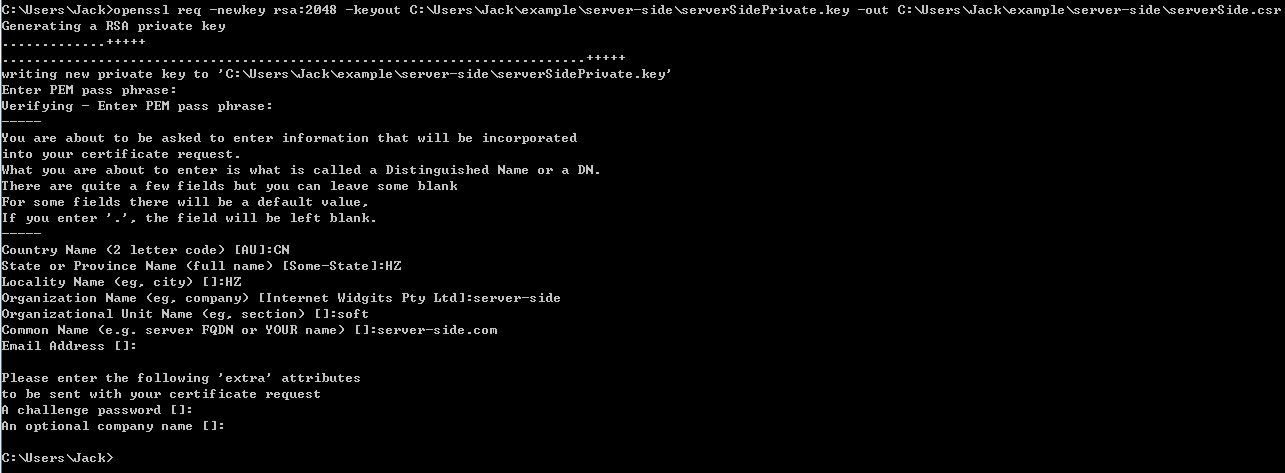 C:\Users\Jack>openssl req -newkey rsa:2048 -keyout C:\Users\Jack\example\server-side\serverSidePrivate.key -out C:\Users\Jack\example\server-side\serverSide.csr
Generating a RSA private key
.............+++++
.........................................................................+++++
writing new private key to 'C:\Users\Jack\example\server-side\serverSidePrivate.key'
Enter PEM pass phrase:
Verifying - Enter PEM pass phrase:
-----
You are about to be asked to enter information that will be incorporated
into your certificate request.
What you are about to enter is what is called a Distinguished Name or a DN.
There are quite a few fields but you can leave some blank
For some fields there will be a default value,
If you enter '.', the field will be left blank.
-----
Country Name (2 letter code) [AU]:CN
State or Province Name (full name) [Some-State]:HZ
Locality Name (eg, city) []:HZ
Organization Name (eg, company) [Internet Widgits Pty Ltd]:server-side
Organizational Unit Name (eg, section) []:soft
Common Name (e.g. server FQDN or YOUR name) []:server-side.com
Email Address []:
Please enter the following 'extra' attributes
to be sent with your certificate request
A challenge password []:
An optional company name []:
C:\Users\Jack>